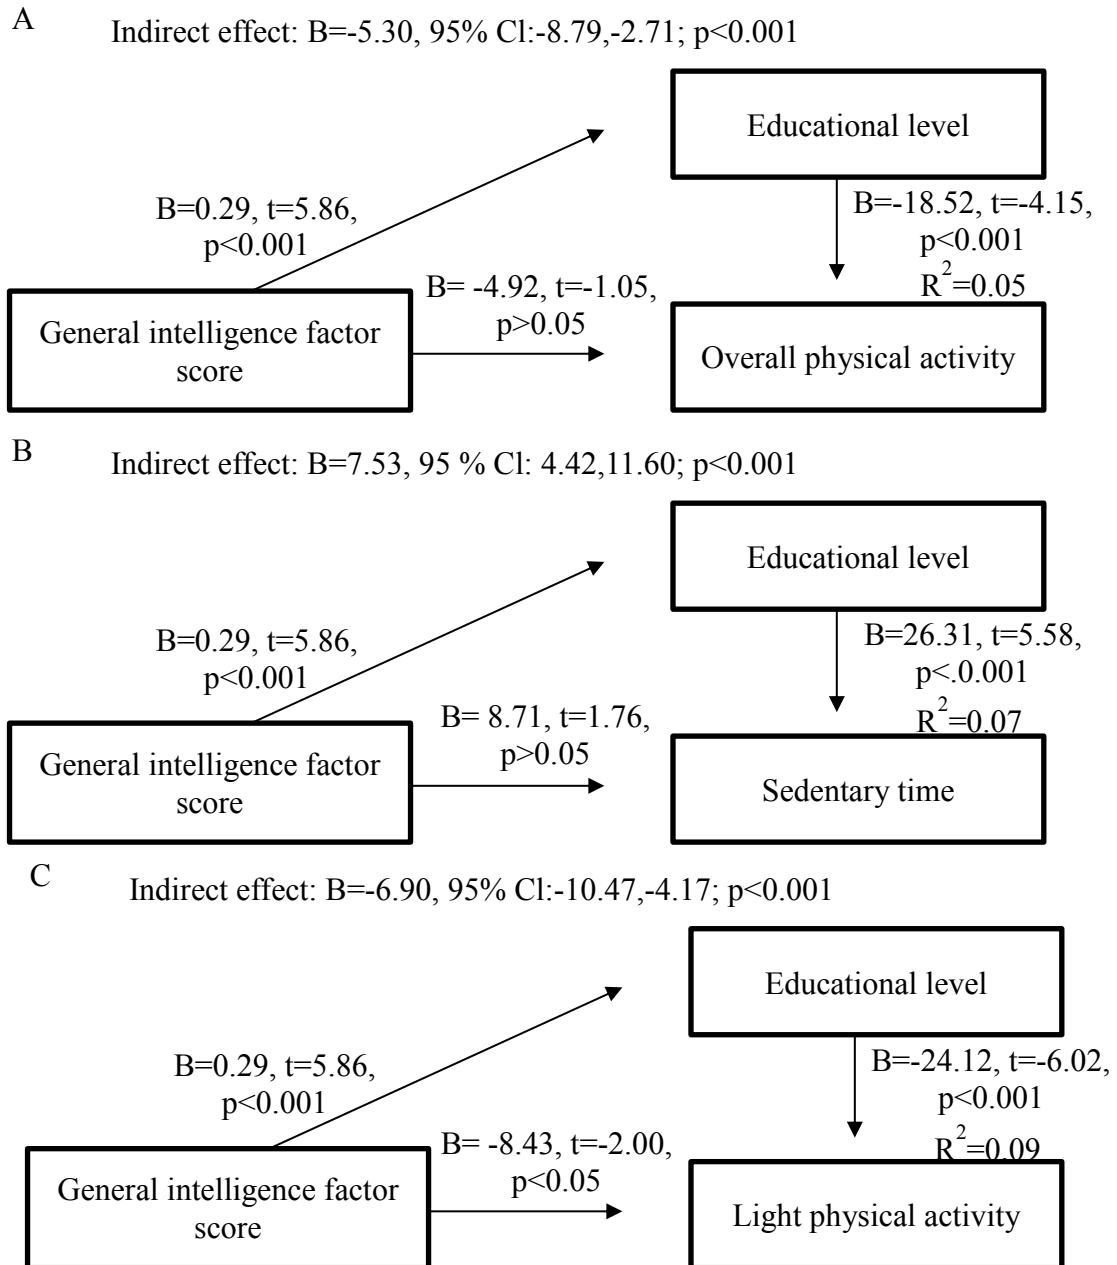 A
Indirect effect: B=-5.30, 95% Cl:-8.79,-2.71; p<0.001
Educational level
B=0.29, t=5.86,
p<0.001
B=-18.52, t=-4.15,
p<0.001
R²=0.05
B= -4.92, t=-1.05,
p>0.05
General intelligence factor
score
Overall physical activity
B
Indirect effect: B=7.53, 95 % Cl: 4.42,11.60; p<0.001
Educational level
B=0.29, t=5.86,
p<0.001
B=26.31, t=5.58,
p<.0.001
R²=0.07
B= 8.71, t=1.76,
p>0.05
General intelligence factor
score
Sedentary time
C
Indirect effect: B=-6.90, 95% Cl:-10.47,-4.17; p<0.001
Educational level
B=0.29, t=5.86,
p<0.001
B=-24.12, t=-6.02,
p<0.001
R²=0.09
B= -8.43, t=-2.00,
p<0.05
General intelligence factor
score
Light physical activity